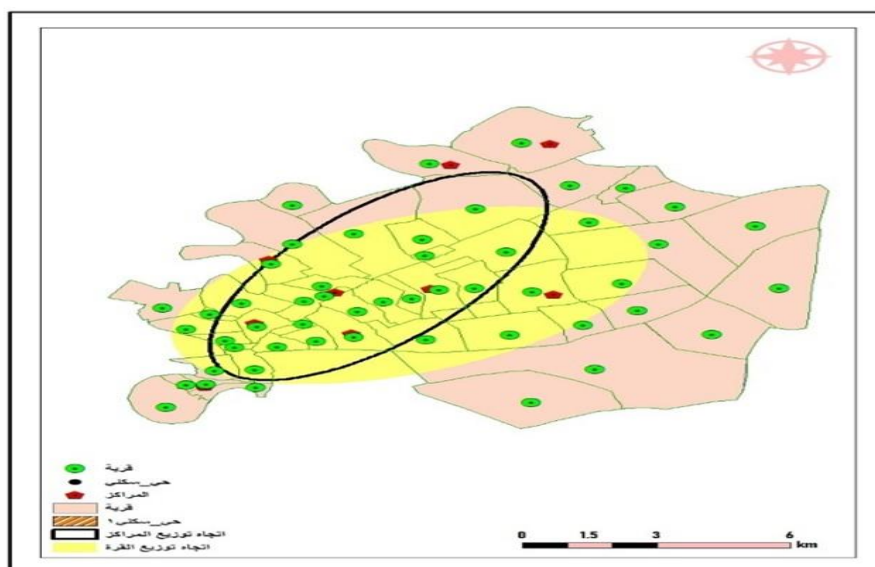 قرية
حي_سكني
المراكز
قرية
حي_سكني١
اتجاه توزيع المراكز
اتجاه توزيع القرة
0 1.5 3 6
km